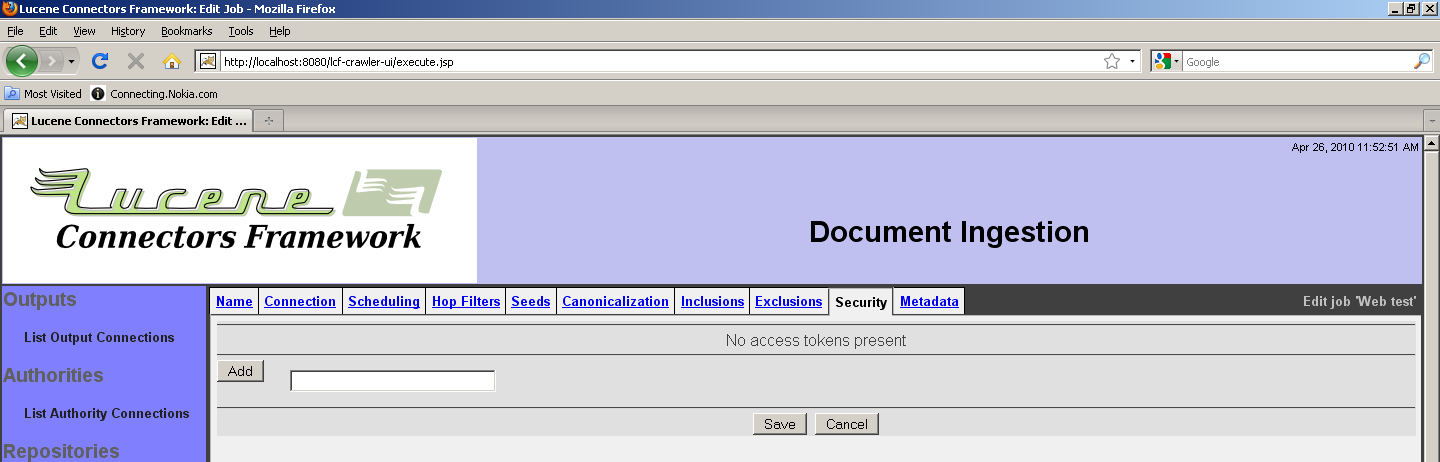 Lucene Connectors Framework: Edit Job - Mozilla Firefox
File Edit View History Bookmarks Tools Help
http://localhost:8080/lcf-crawler-ui/execute.jsp
Google
Most Visited Connecting.Nokia.com
Lucene Connectors Framework: Edit ...
Apr 26, 2010 11:52:51 AM
Lucene
Connectors Framework
Document Ingestion
Outputs
List Output Connections
Authorities
List Authority Connections
Repositories
Name Connection Scheduling Hop Filters Seeds Canonicalization Inclusions Exclusions Security Metadata Edit job 'Web test'
No access tokens present
Add
Save Cancel